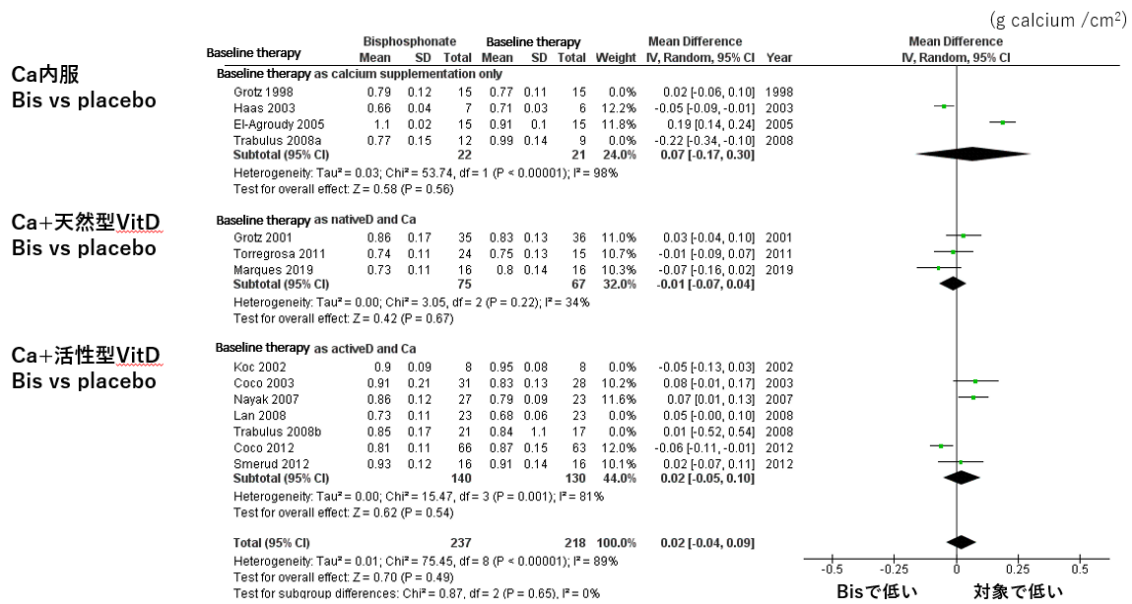 (g calcium /cm²)
Bisphosphonate Baseline therapy Mean Difference Mean Difference
Baseline therapy Mean SD Total Mean SD Total Weight IV, Random, 95% CI Year IV, Random, 95% CI
Ca内服
Bis vs placebo
Baseline therapy as calcium supplementation only
Grotz 1998 0.79 0.12 15 0.77 0.11 15 0.0% 0.02 [-0.06, 0.10] 1998
Haas 2003 0.66 0.04 7 0.71 0.03 6 12.2% -0.05 [-0.09, -0.01] 2003
El-Agroudy 2005 1.1 0.02 15 0.91 0.1 15 11.8% 0.19 [0.14, 0.24] 2005
Trabulus 2008a 0.77 0.15 12 0.99 0.14 9 0.0% -0.22 [-0.34, -0.10] 2008
Subtotal (95% CI) 22 21 24.0% 0.07 [-0.17, 0.30]
Heterogeneity: Tau² = 0.03; Chi² = 53.74, df = 1 (P < 0.00001); I² = 98%
Test for overall effect: Z = 0.58 (P = 0.56)
Ca+天然型VitD
Bis vs placebo
Baseline therapy as nativeD and Ca
Grotz 2001 0.86 0.17 35 0.83 0.13 36 11.0% 0.03 [-0.04, 0.10] 2001
Torregrosa 2011 0.74 0.11 24 0.75 0.13 15 10.7% -0.01 [-0.09, 0.07] 2011
Marques 2019 0.73 0.11 16 0.8 0.14 16 10.3% -0.07 [-0.16, 0.02] 2019
Subtotal (95% CI) 75 67 32.0% -0.01 [-0.07, 0.04]
Heterogeneity: Tau² = 0.00; Chi² = 3.05, df = 2 (P = 0.22); I² = 34%
Test for overall effect: Z = 0.42 (P = 0.67)
Ca+活性型VitD
Bis vs placebo
Baseline therapy as activeD and Ca
Koc 2002 0.9 0.09 8 0.95 0.08 8 0.0% -0.05 [-0.13, 0.03] 2002
Coco 2003 0.91 0.21 31 0.83 0.13 28 10.2% 0.08 [-0.01, 0.17] 2003
Nayak 2007 0.86 0.12 27 0.79 0.09 23 11.6% 0.07 [0.01, 0.13] 2007
Lan 2008 0.73 0.11 23 0.68 0.06 23 0.0% 0.05 [-0.00, 0.10] 2008
Trabulus 2008b 0.85 0.17 21 0.84 1.1 17 0.0% 0.01 [-0.52, 0.54] 2008
Coco 2012 0.81 0.11 66 0.87 0.15 63 12.0% -0.06 [-0.11, -0.01] 2012
Smerud 2012 0.93 0.12 16 0.91 0.14 16 10.1% 0.02 [-0.07, 0.11] 2012
Subtotal (95% CI) 140 130 44.0% 0.02 [-0.05, 0.10]
Heterogeneity: Tau² = 0.00; Chi² = 15.47, df = 3 (P = 0.001); I² = 81%
Test for overall effect: Z = 0.62 (P = 0.54)
Total (95% CI) 237 218 100.0% 0.02 [-0.04, 0.09]
Heterogeneity: Tau² = 0.01; Chi² = 75.45, df = 8 (P < 0.00001); I² = 89%
Test for overall effect: Z = 0.70 (P = 0.49)
Test for subgroup differences: Chi² = 0.87, df = 2 (P = 0.65), I² = 0%
-0.5 -0.25 0 0.25 0.5
Bisで低い 対象で低い